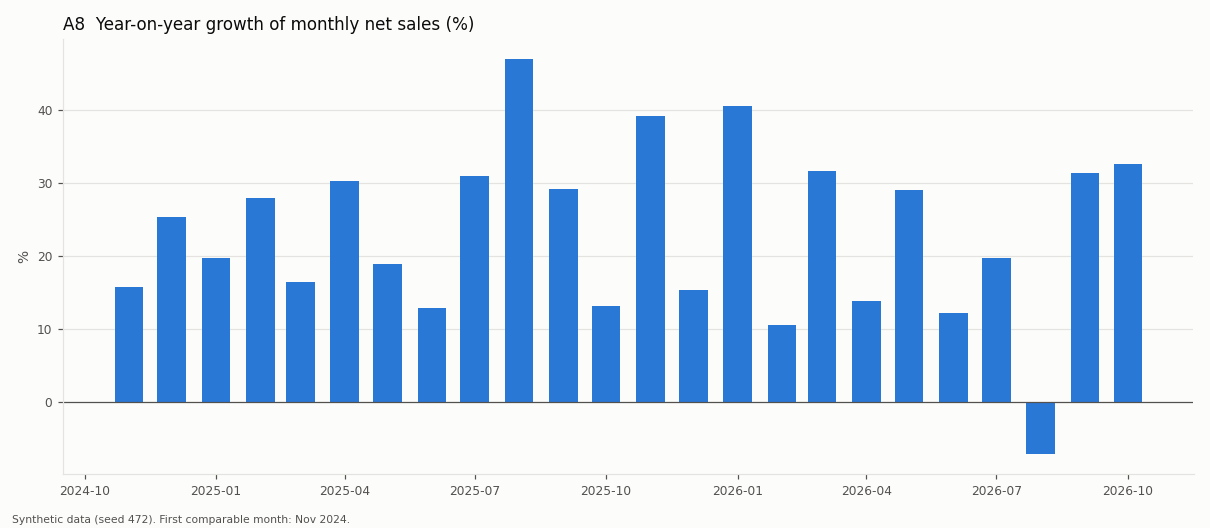 A8  Year-on-year growth of monthly net sales (%)
%
40
30
20
10
0
2024-10 2025-01 2025-04 2025-07 2025-10 2026-01 2026-04 2026-07 2026-10
Synthetic data (seed 472). First comparable month: Nov 2024.